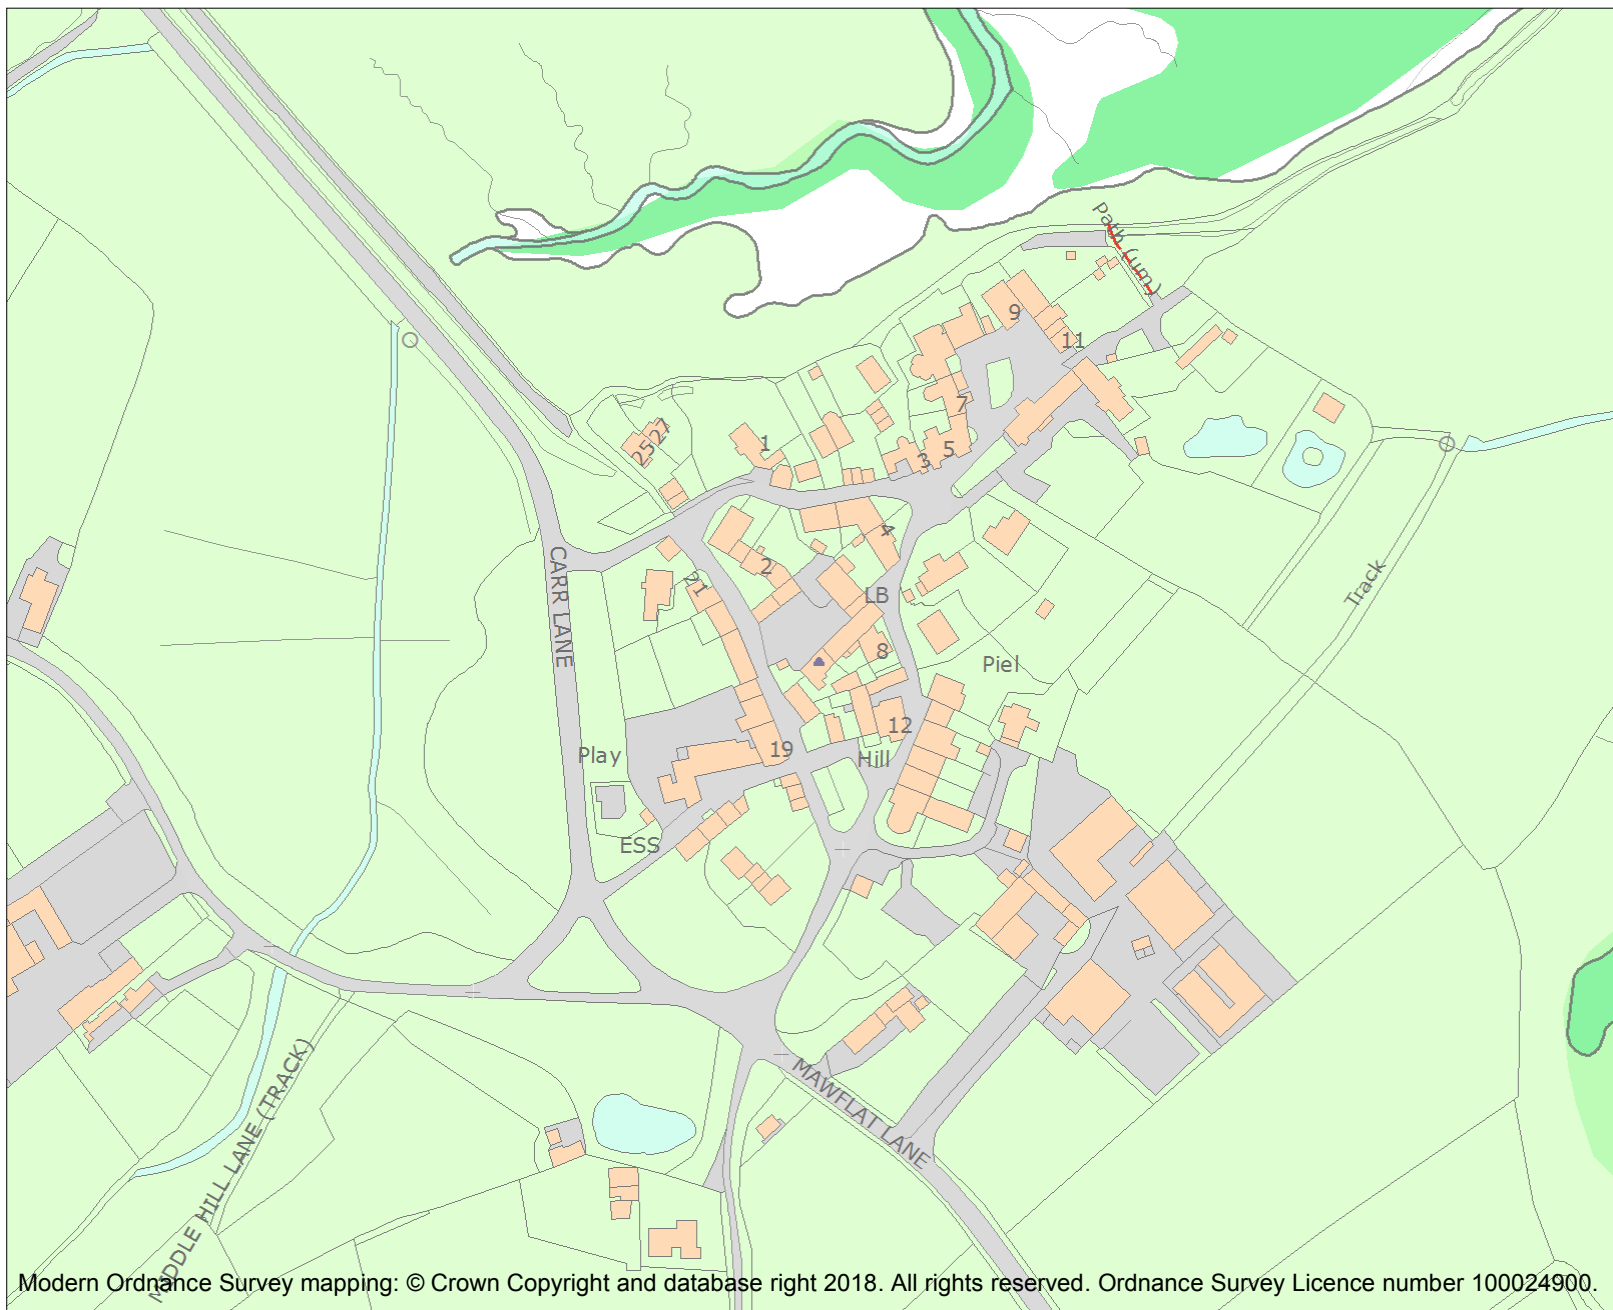 Path (um)
9
11
7
25
27
1
5
3
4
2
CARR LANE
21
LB
Track
8
Piel
12
19
Play
Hill
ESS
MIDDLE HILL LANE (TRACK)
MAWFLAT LANE
Modern Ordnance Survey mapping: © Crown Copyright and database right 2018. All rights reserved. Ordnance Survey Licence number 100024900.